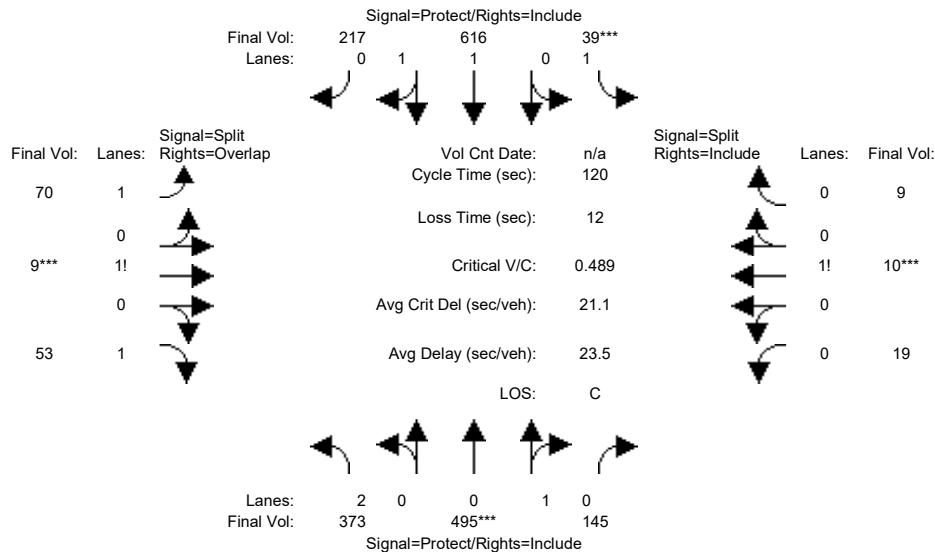 Signal=Protect/Rights=Include
Final Vol: 217 616 39***
Lanes: 0 1 1 0 1
Signal=Split
Final Vol: Lanes: Rights=Overlap
Vol Cnt Date: n/a
Signal=Split
Rights=Include Lanes: Final Vol:
Cycle Time (sec): 120
70 1
0 9
Loss Time (sec): 12
0
0
9*** 1!
Critical V/C: 0.489
1! 10***
0
Avg Crit Del (sec/veh): 21.1
0
53 1
Avg Delay (sec/veh): 23.5
0 19
LOS: C
Lanes: 2 0 0 1 0
Final Vol: 373 495*** 145
Signal=Protect/Rights=Include